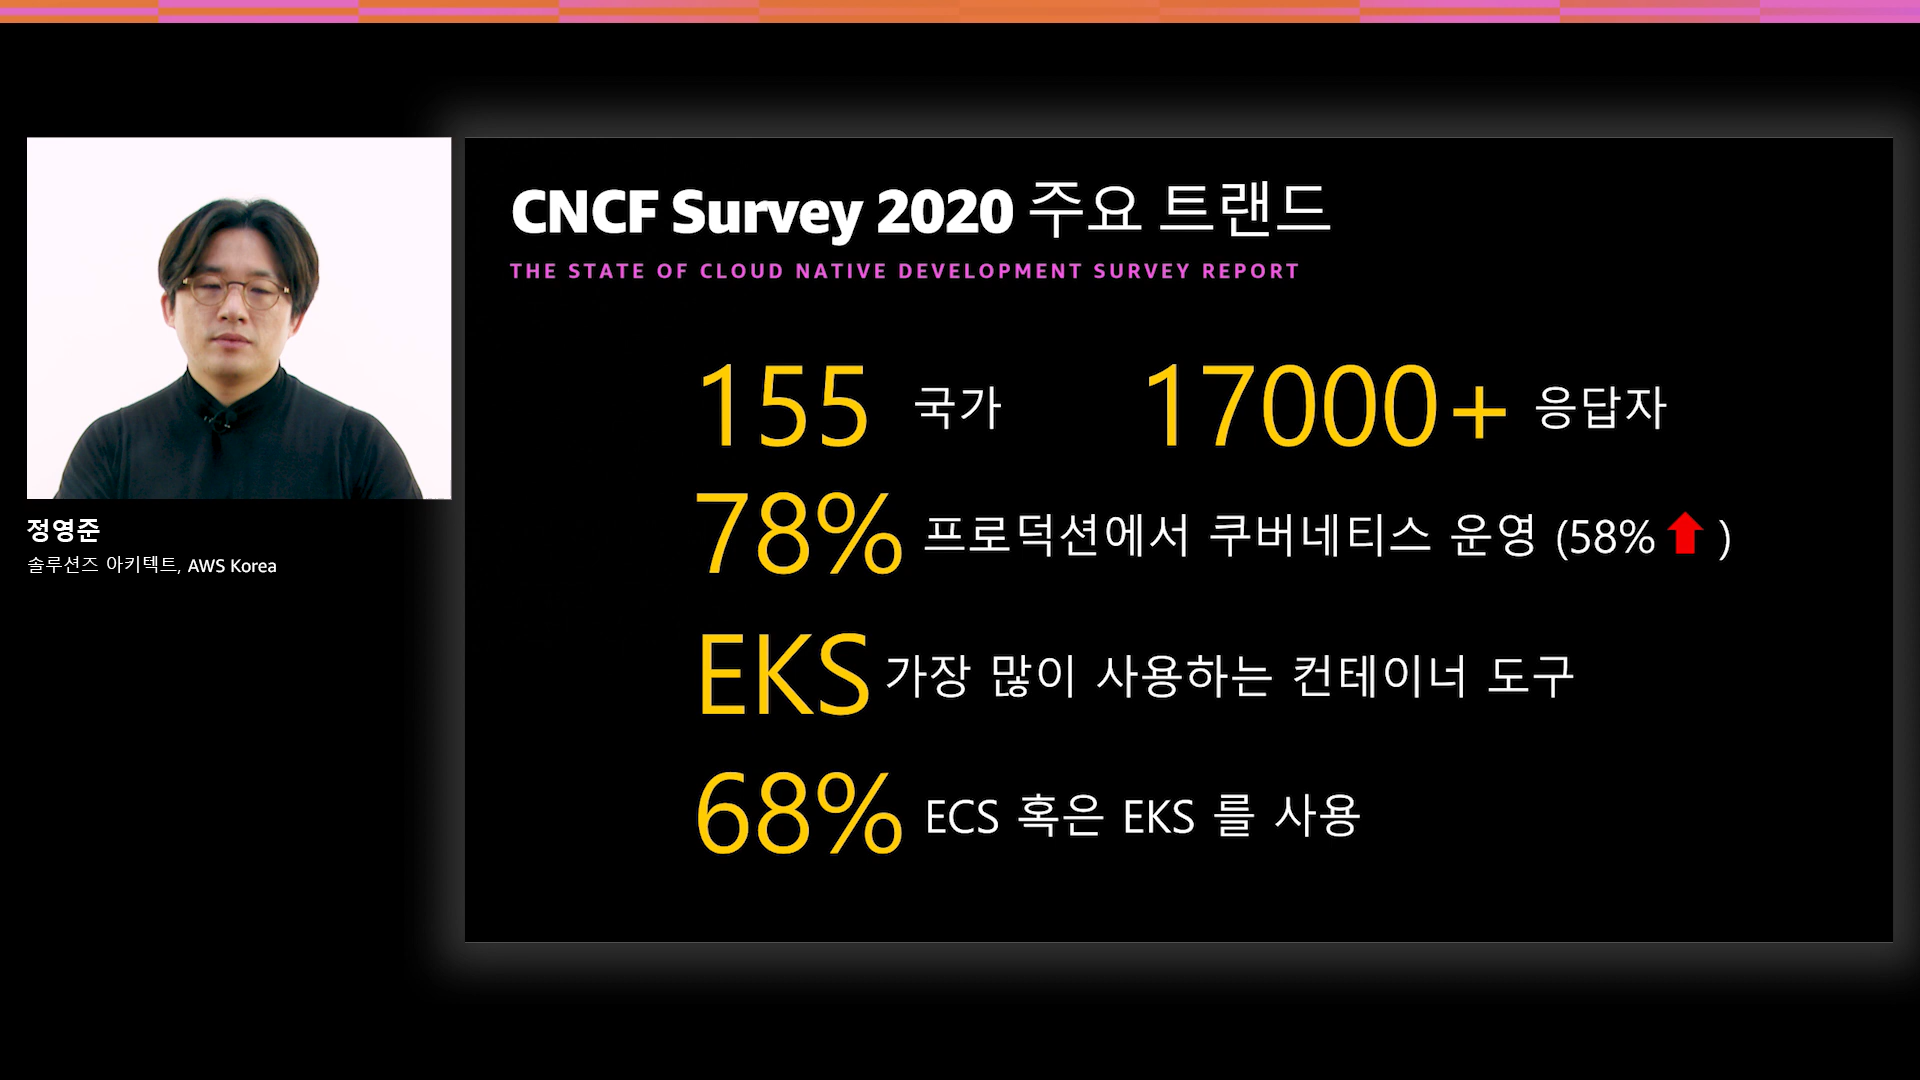 CNCF Survey 2020 주요 트랜드
THE STATE OF CLOUD NATIVE DEVELOPMENT SURVEY REPORT
155 국가 17000+ 응답자
78% 프로덕션에서 쿠버네티스 운영 (58% )
EKS 가장 많이 사용하는 컨테이너 도구
68% ECS 혹은 EKS 를 사용
정영준
솔루션즈 아키텍트, AWS Korea